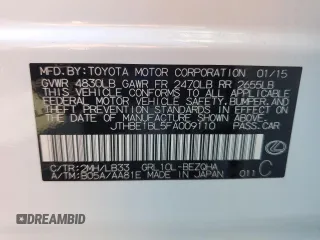 MFD. BY: TOYOTA MOTOR CORPORATION 01/15
GVWR 4830LB GAWR FR 2470LB RR 2655LB
THIS VEHICLE CONFORMS TO ALL APPLICABLE
FEDERAL MOTOR VEHICLE SAFETY, BUMPER, AND
THEFT PREVENTION STANDARDS IN EFFECT ON
THE DATE OF MANUFACTURE SHOWN ABOVE.
JTHBE1BL5FA009110 PASS.CAR
C/TR:2MH/LB33 GRL10L-BEZQHA C
A/TM:B05A/AA81E MADE IN JAPAN 011
DREAMBID